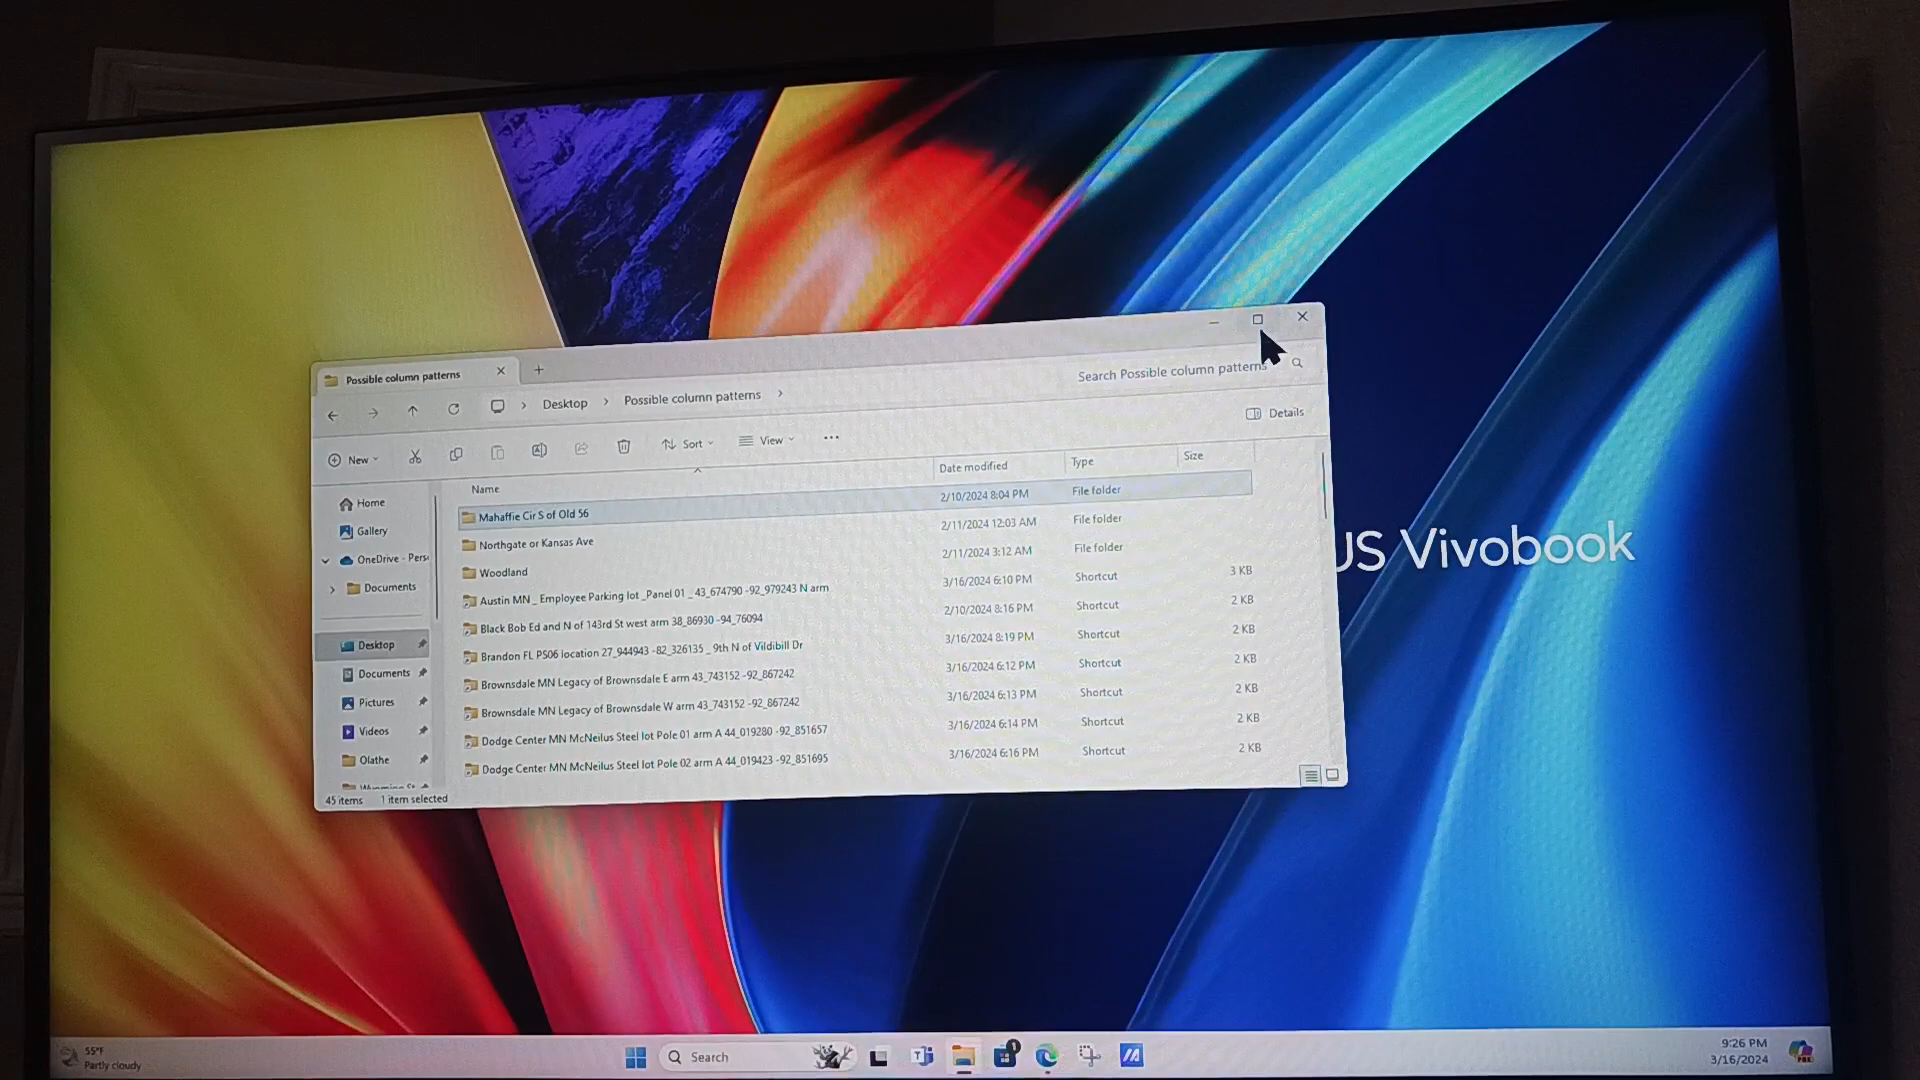 Possible column patterns
Desktop
Possible column patterns
Search Possible column patterns
New
Sort
View
Details
Name
Date modified
Type
Size
Home
Gallery
OneDrive - Pers
Documents
Desktop
Documents
Pictures
Videos
Olathe
Mahaffie Cir S of Old 56 2/10/2024 8:04 PM File folder
Northgate or Kansas Ave 2/11/2024 12:03 AM File folder
Woodland 2/11/2024 3:12 AM File folder
Austin MN _ Employee Parking lot _Panel 01 _ 43_674790 -92_979243 N arm 3/16/2024 6:10 PM Shortcut 3 KB
Black Bob Ed and N of 143rd St west arm 38_86930 -94_76094 2/10/2024 8:16 PM Shortcut 2 KB
Brandon FL PS06 location 27_944943 -82_326135 _ 9th N of Vildibill Dr 3/16/2024 8:19 PM Shortcut 2 KB
Brownsdale MN Legacy of Brownsdale E arm 43_743152 -92_867242 3/16/2024 6:12 PM Shortcut 2 KB
Brownsdale MN Legacy of Brownsdale W arm 43_743152 -92_867242 3/16/2024 6:13 PM Shortcut 2 KB
Dodge Center MN McNeilus Steel lot Pole 01 arm A 44_019280 -92_851657 3/16/2024 6:14 PM Shortcut 2 KB
Dodge Center MN McNeilus Steel lot Pole 02 arm A 44_019423 -92_851695 3/16/2024 6:16 PM Shortcut 2 KB
45 items 1 item selected
US Vivobook
55°F
Partly cloudy
Search
1
9:26 PM
3/16/2024
PRE